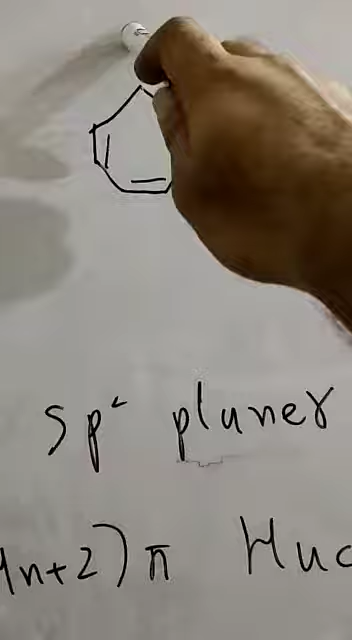 sp² planer
4n+2)π Huc